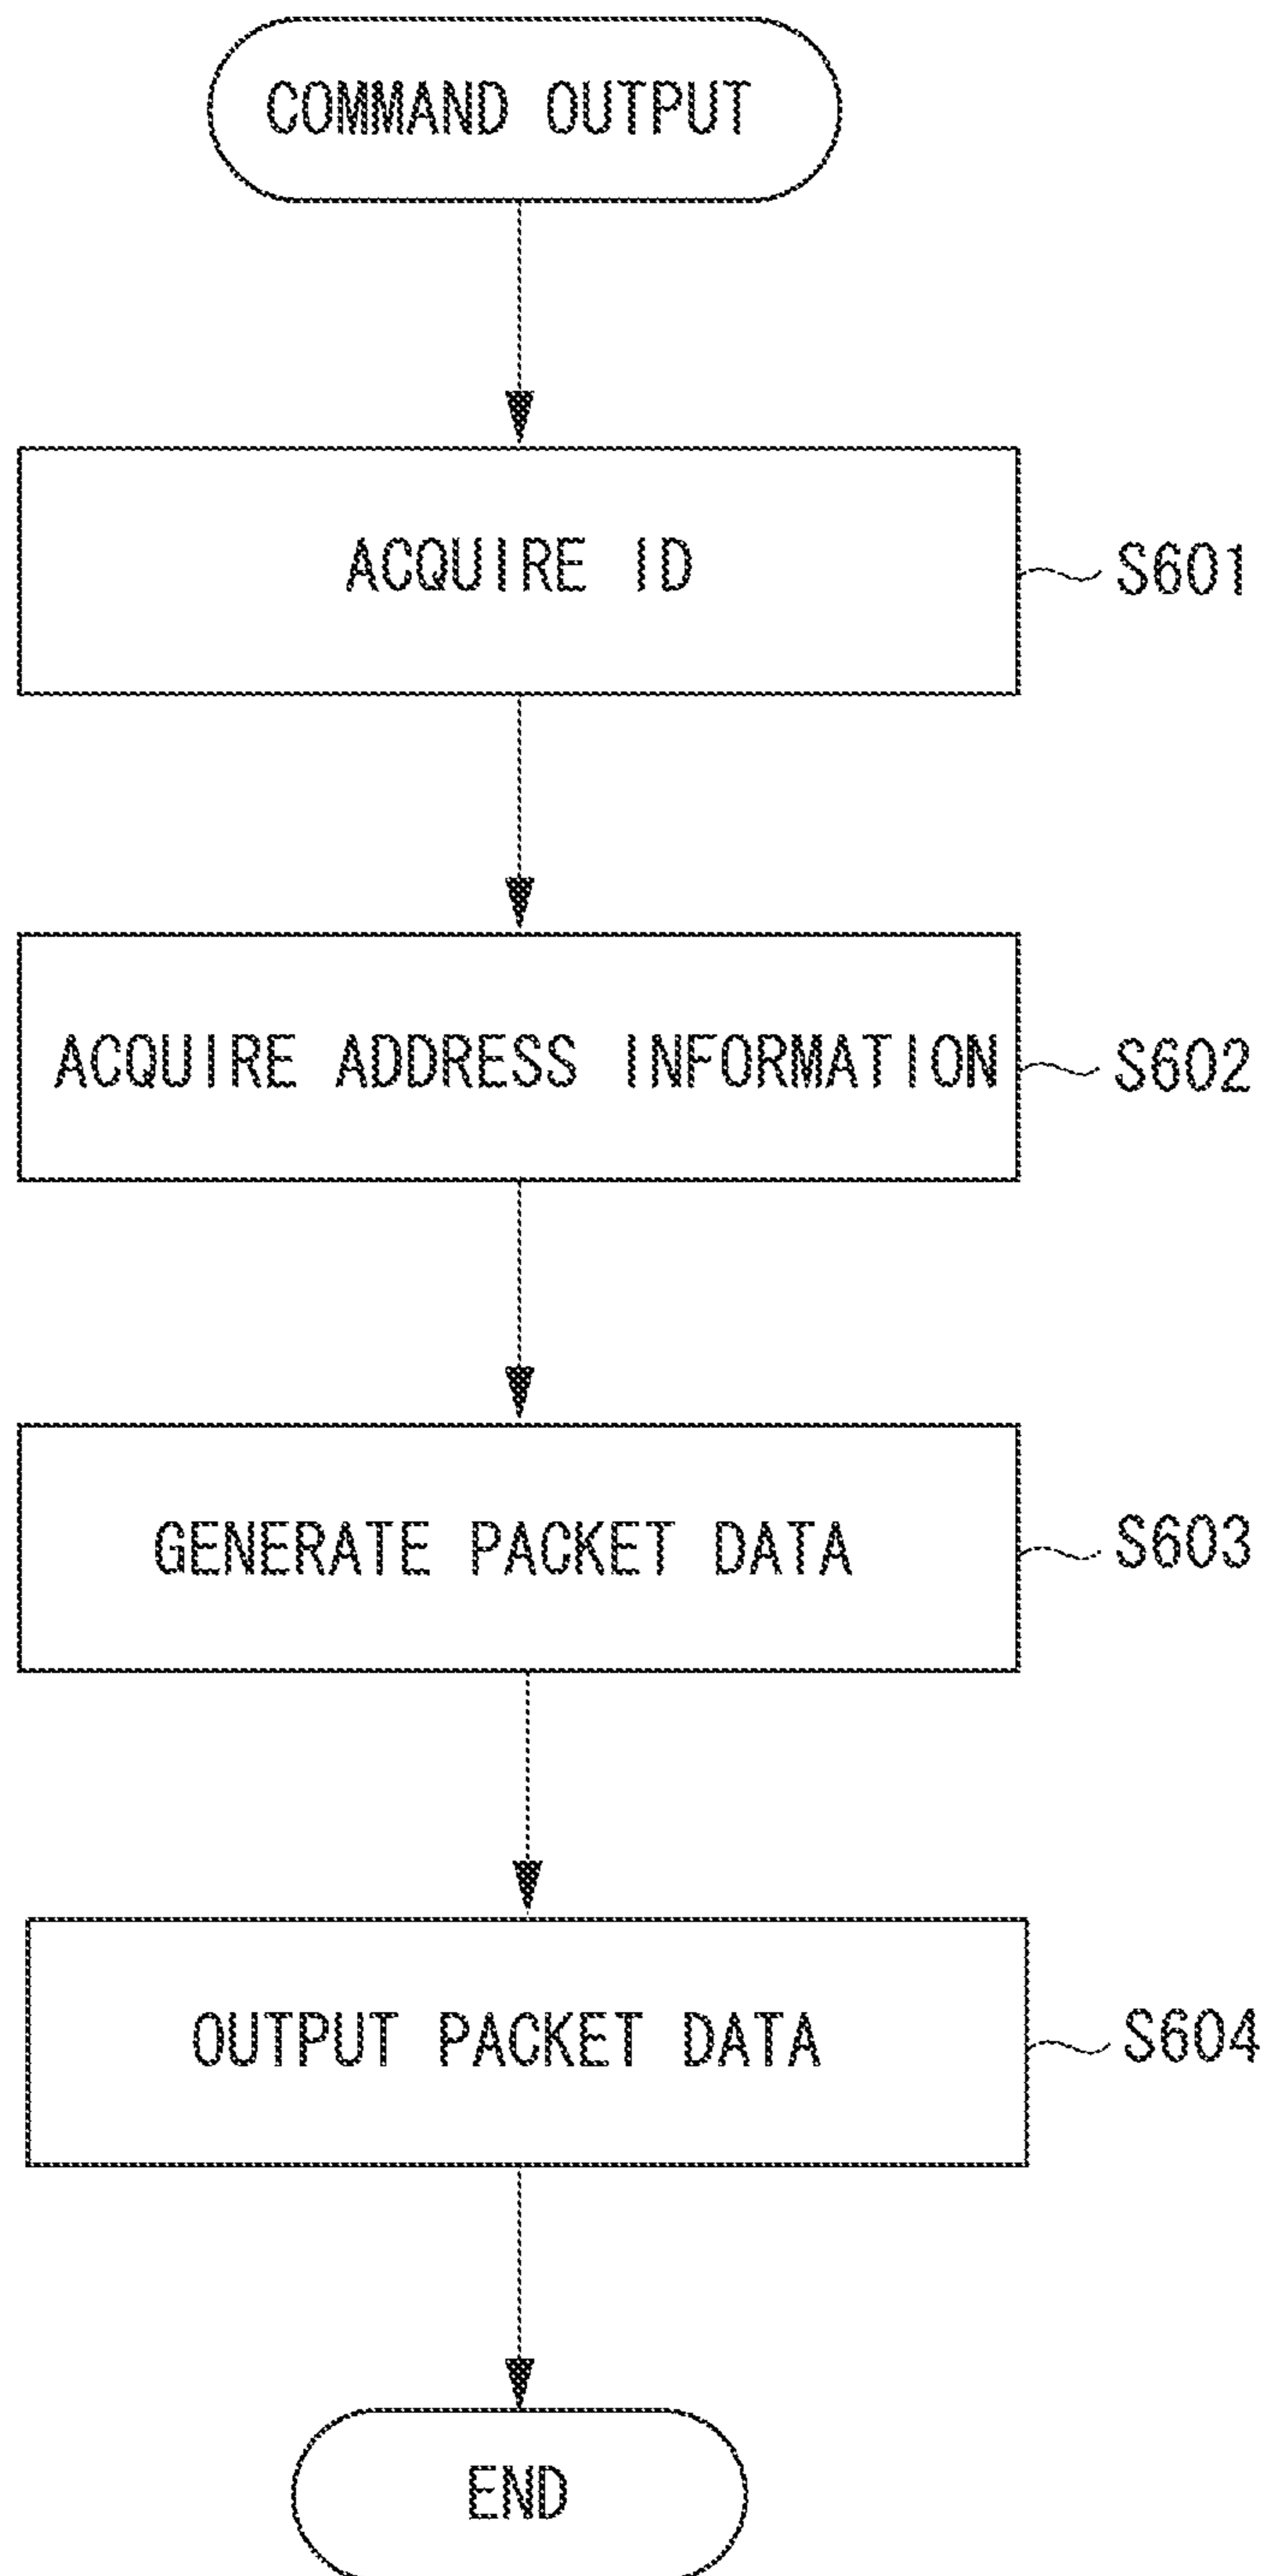 COMMAND OUTPUT
ACQUIRE ID
S601
ACQUIRE ADDRESS INFORMATION
S602
GENERATE PACKET DATA
S603
OUTPUT PACKET DATA
S604
END